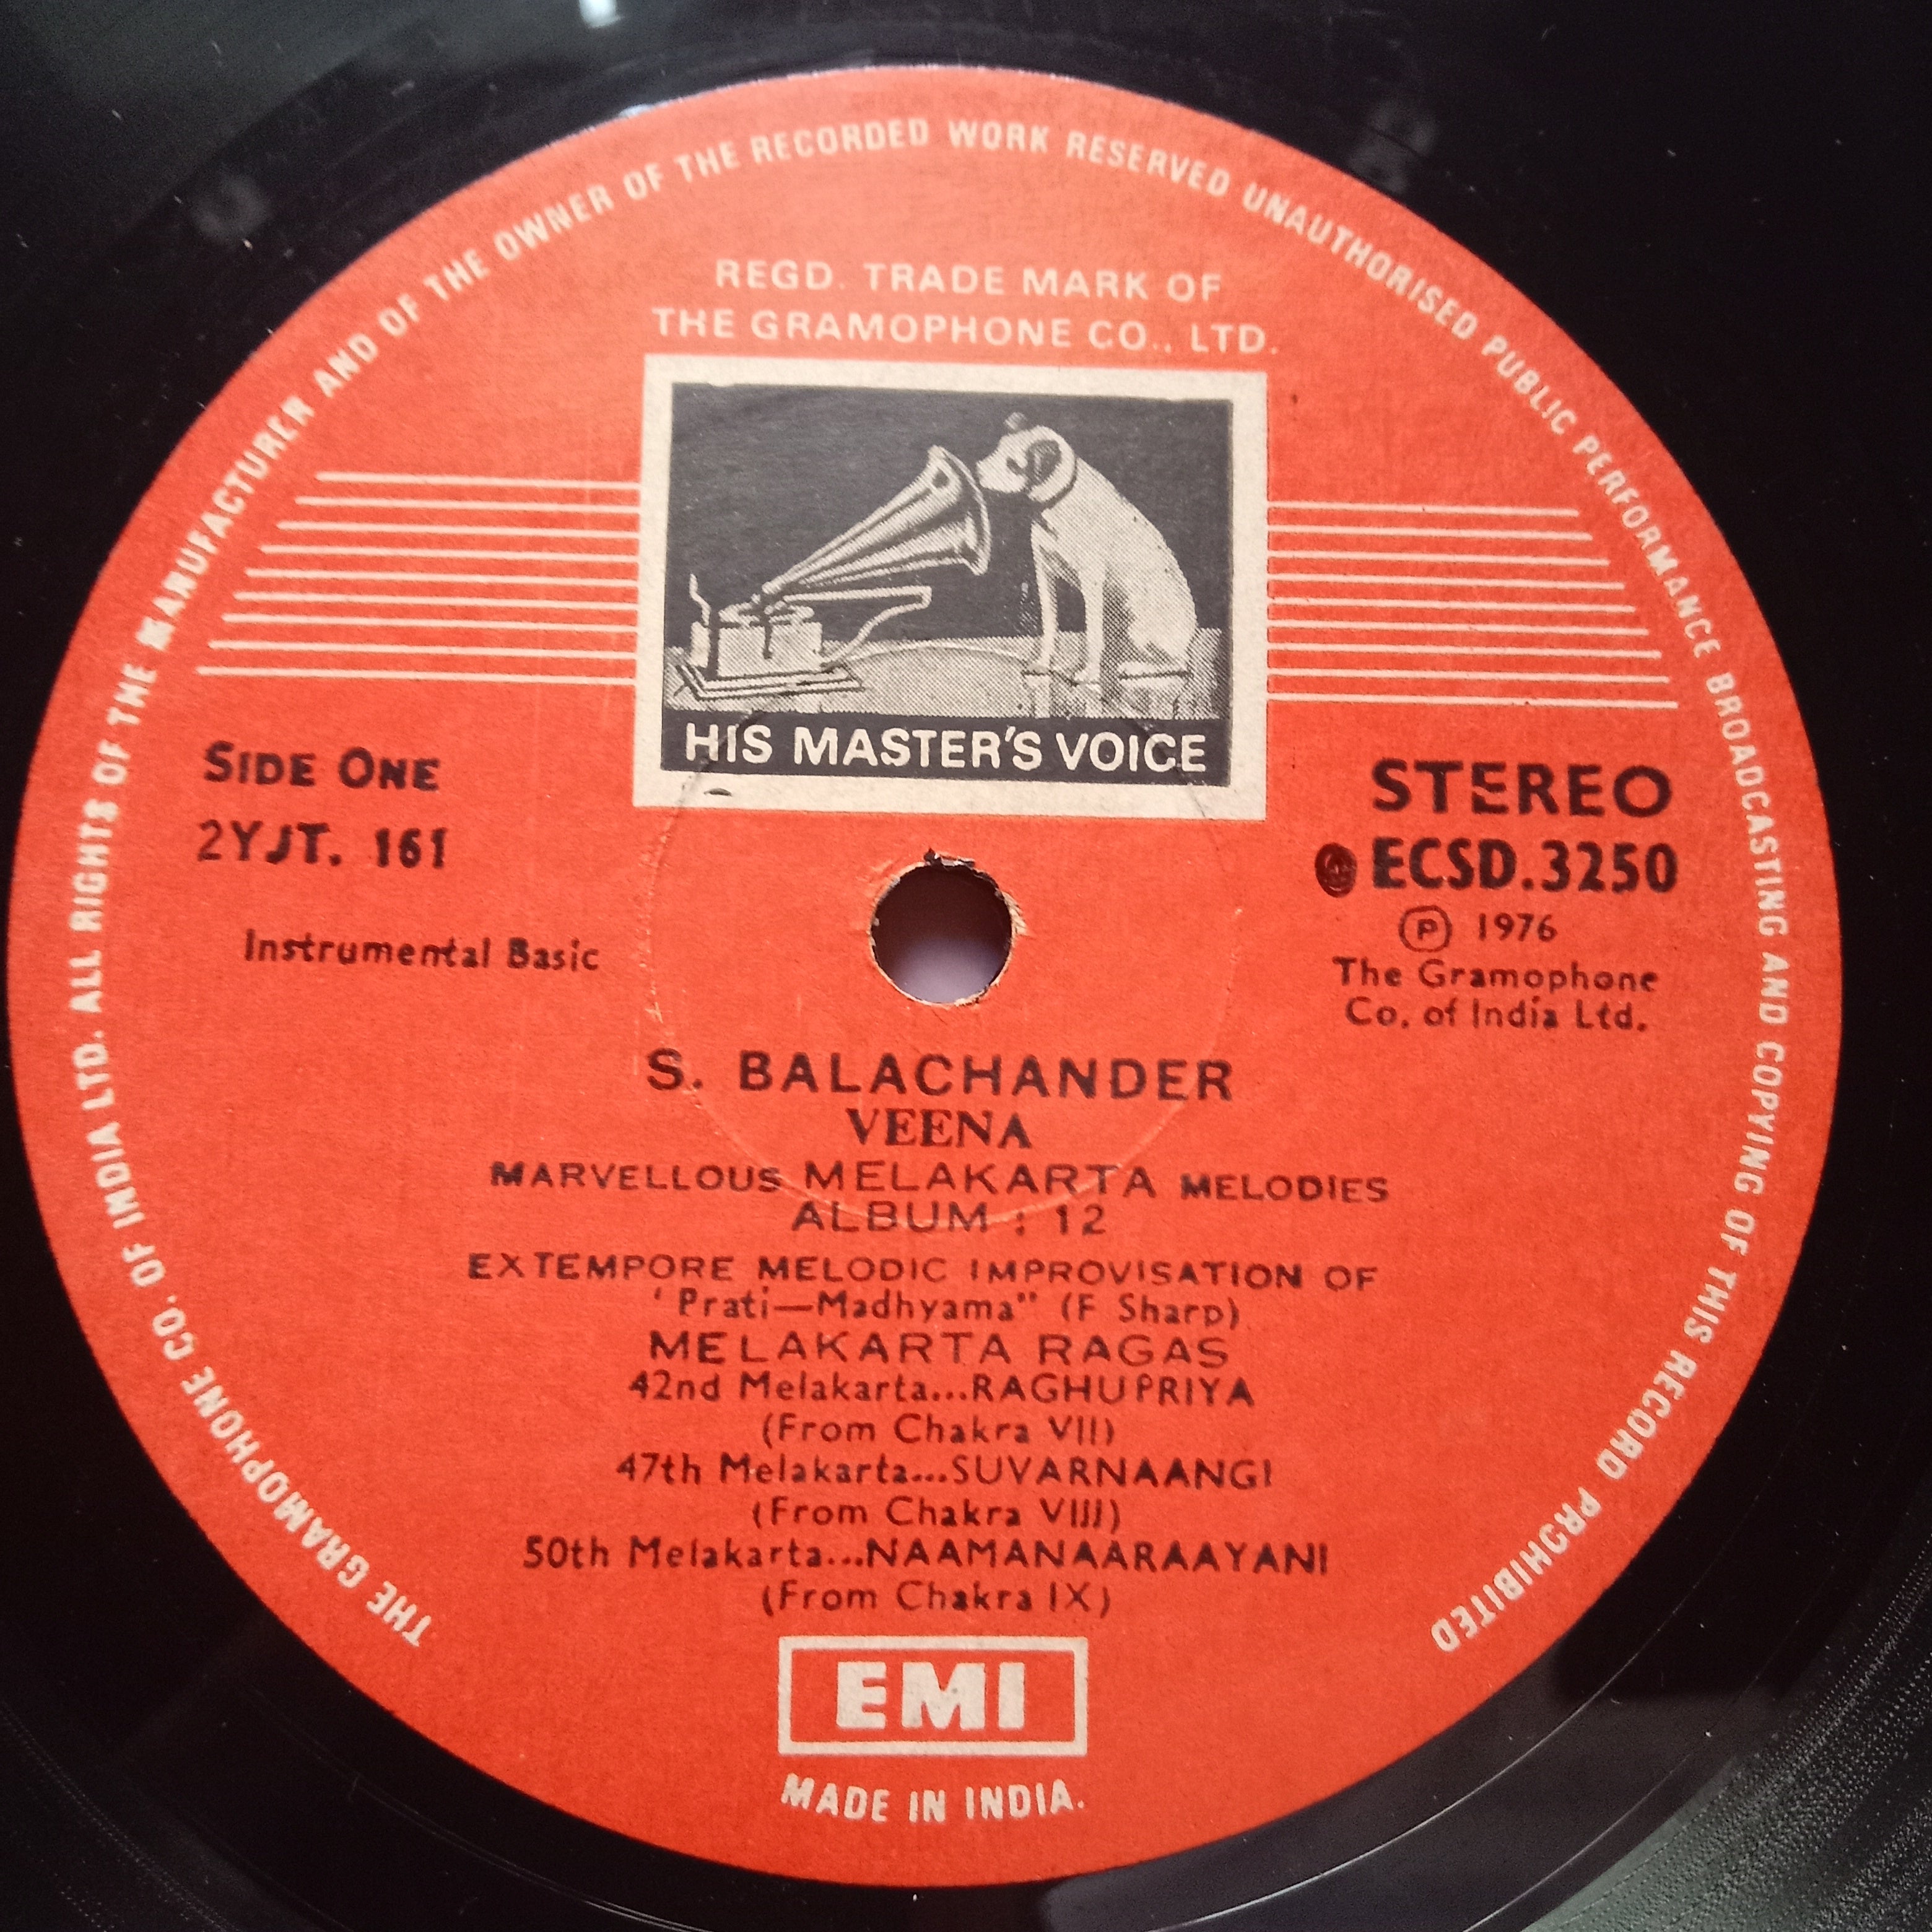 THE GRAMOPHONE CO. OF INDIA LTD. ALL RIGHTS OF THE MANUFACTURER AND OF THE OWNER OF THE RECORDED WORK RESERVED UNAUTHORISED PUBLIC PERFORMANCE BROADCASTING AND COPYING OF THIS RECORD PROHIBITED
REGD. TRADE MARK OF
THE GRAMOPHONE CO., LTD.
HIS MASTER'S VOICE
SIDE ONE
2YJT. 161
Instrumental Basic
STEREO
ECSD.3250
Ⓟ 1976
The Gramophone
Co. of India Ltd.
S. BALACHANDER
VEENA
MARVELLOUS MELAKARTA MELODIES
ALBUM : 12
EXTEMPORE MELODIC IMPROVISATION OF
'Prati—Madhyama" (F Sharp)
MELAKARTA RAGAS
42nd Melakarta...RAGHUPRIYA
(From Chakra VII)
47th Melakarta...SUVARNAANGI
(From Chakra VIII)
50th Melakarta...NAAMANAARAAYANI
(From Chakra IX)
EMI
MADE IN INDIA.